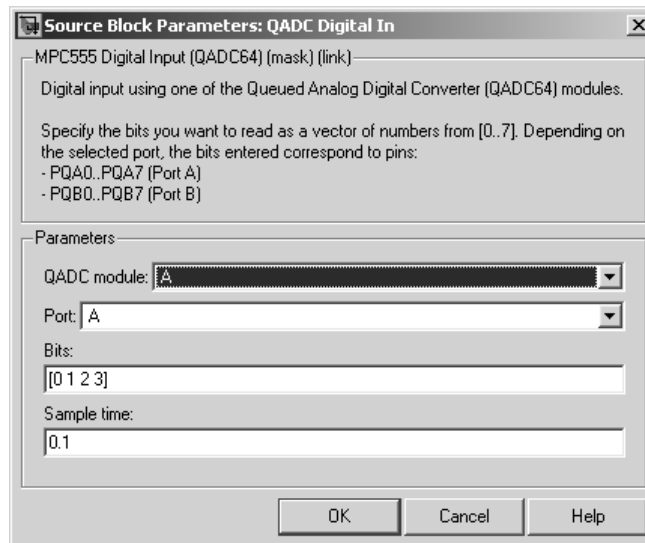 Source Block Parameters: QADC Digital In
MPC555 Digital Input (QADC64) (mask) (link)
Digital input using one of the Queued Analog Digital Converter (QADC64) modules.
Specify the bits you want to read as a vector of numbers from [0..7]. Depending on
the selected port, the bits entered correspond to pins:
- PQA0..PQA7 (Port A)
- PQB0..PQB7 (Port B)
Parameters
QADC module: A
Port: A
Bits:
[0 1 2 3]
Sample time:
0.1
OK Cancel Help